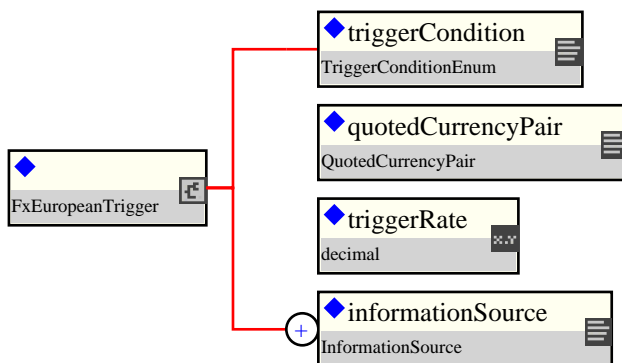 triggerCondition
TriggerConditionEnum
quotedCurrencyPair
QuotedCurrencyPair
FxEuropeanTrigger
triggerRate
x.y
decimal
+
informationSource
InformationSource